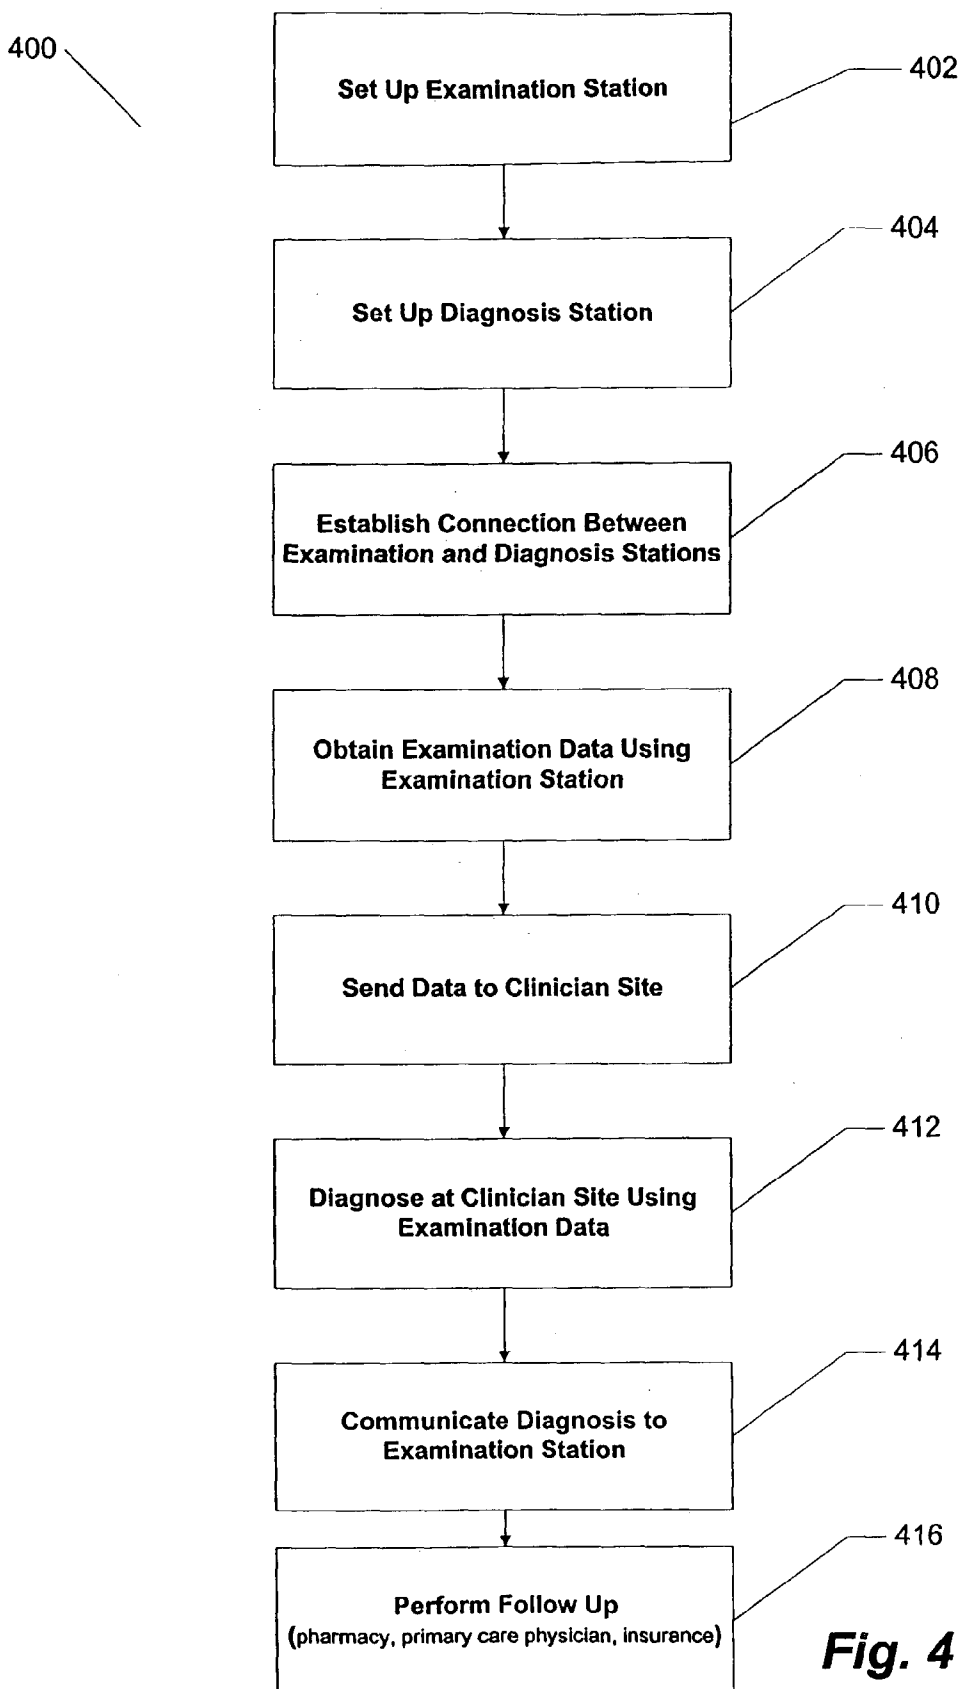 400
Set Up Examination Station
402
Set Up Diagnosis Station
404
Establish Connection Between
Examination and Diagnosis Stations
406
Obtain Examination Data Using
Examination Station
408
Send Data to Clinician Site
410
Diagnose at Clinician Site Using
Examination Data
412
Communicate Diagnosis to
Examination Station
414
Perform Follow Up
(pharmacy, primary care physician, insurance)
416
Fig. 4